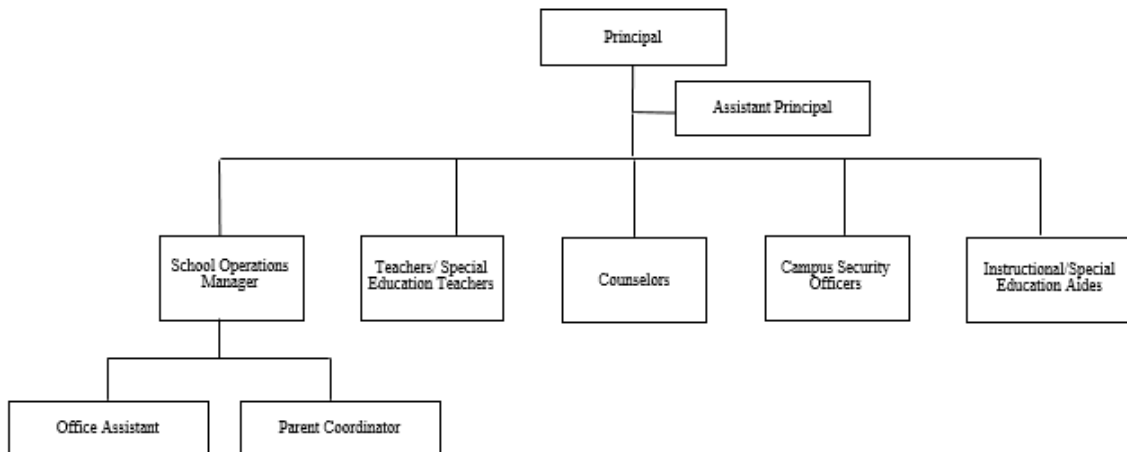 Principal
Assistant Principal
School Operations
Manager
Teachers/ Special
Education Teachers
Counselors
Campus Security
Officers
Instructional/Special
Education Aides
Office Assistant
Parent Coordinator